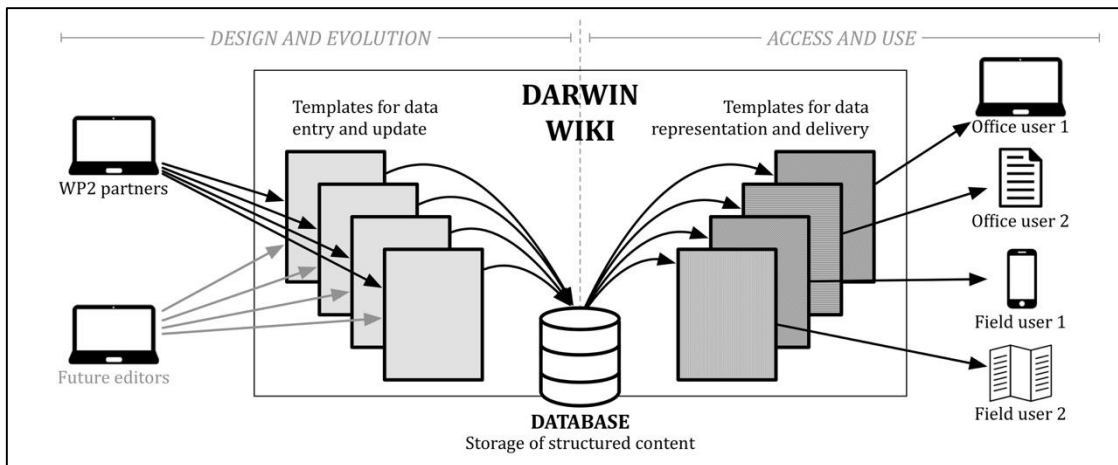 DESIGN AND EVOLUTION
ACCESS AND USE
DARWIN
WIKI
Templates for data
entry and update
Templates for data
representation and delivery
WP2 partners
Future editors
Office user 1
Office user 2
Field user 1
Field user 2
DATABASE
Storage of structured content